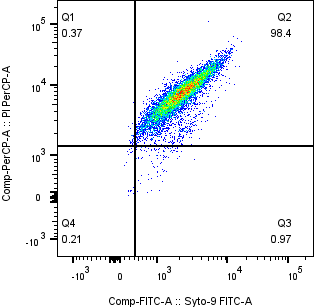 Q1
0.37
Q2
98.4
10^5
10^4
10^3
0
-10^3
Comp-PerCP-A :: PI PerCP-A
Q4
0.21
Q3
0.97
-10^3 0 10^3 10^4 10^5
Comp-FITC-A :: Syto-9 FITC-A